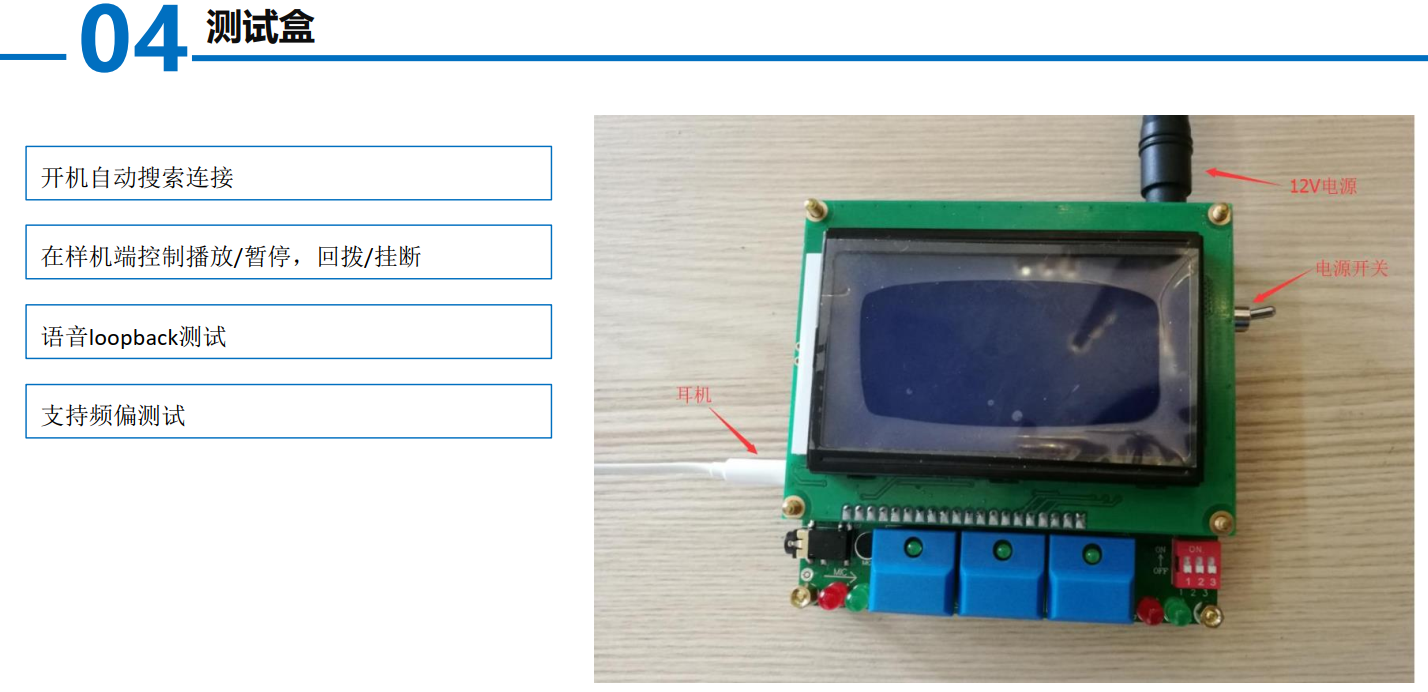 04 测试盒
开机自动搜索连接
在样机端控制播放/暂停，回拨/挂断
语音loopback测试
支持频偏测试
12V电源
电源开关
耳机
MIC
ON
OFF
ON
1 2 3
1 2 3